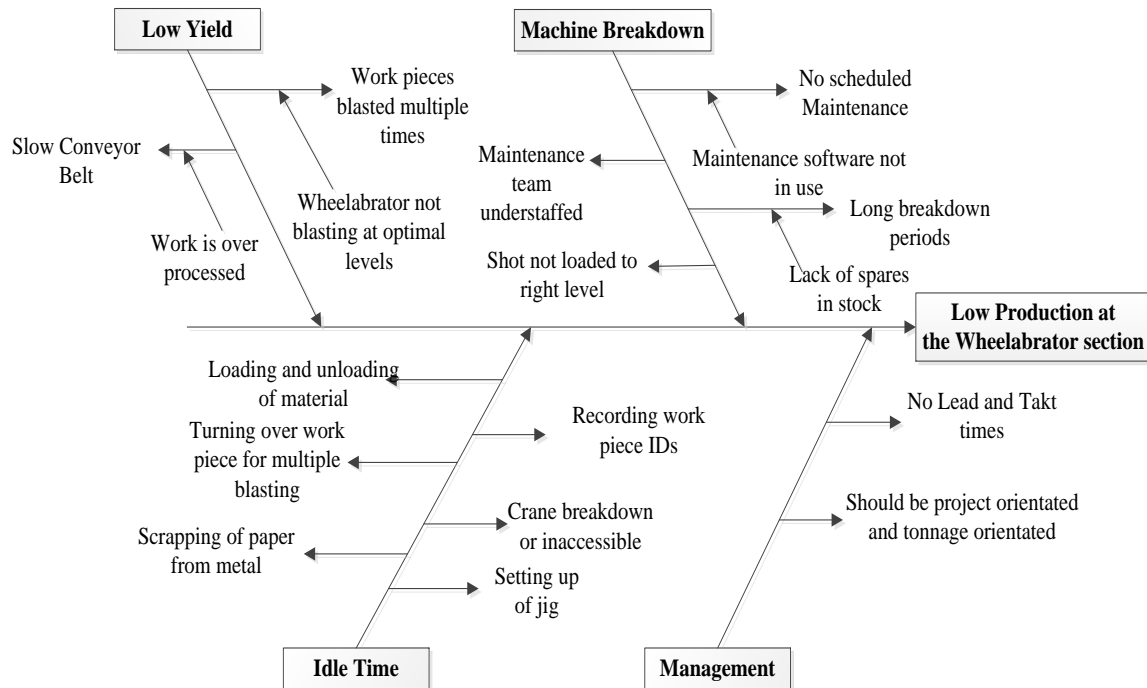 Low Yield
Machine Breakdown
Work pieces
blasted multiple
times
No scheduled
Maintenance
Slow Conveyor
Belt
Maintenance
team
understaffed
Maintenance software not
in use
Wheelabrator not
blasting at optimal
levels
Work is over
processed
Long breakdown
periods
Shot not loaded to
right level
Lack of spares
in stock
Low Production at
the Wheelabrator section
Loading and unloading
of material
Recording work
piece IDs
No Lead and Takt
times
Turning over work
piece for multiple
blasting
Crane breakdown
or inaccessible
Should be project orientated
and tonnage orientated
Scrapping of paper
from metal
Setting up
of jig
Idle Time
Management